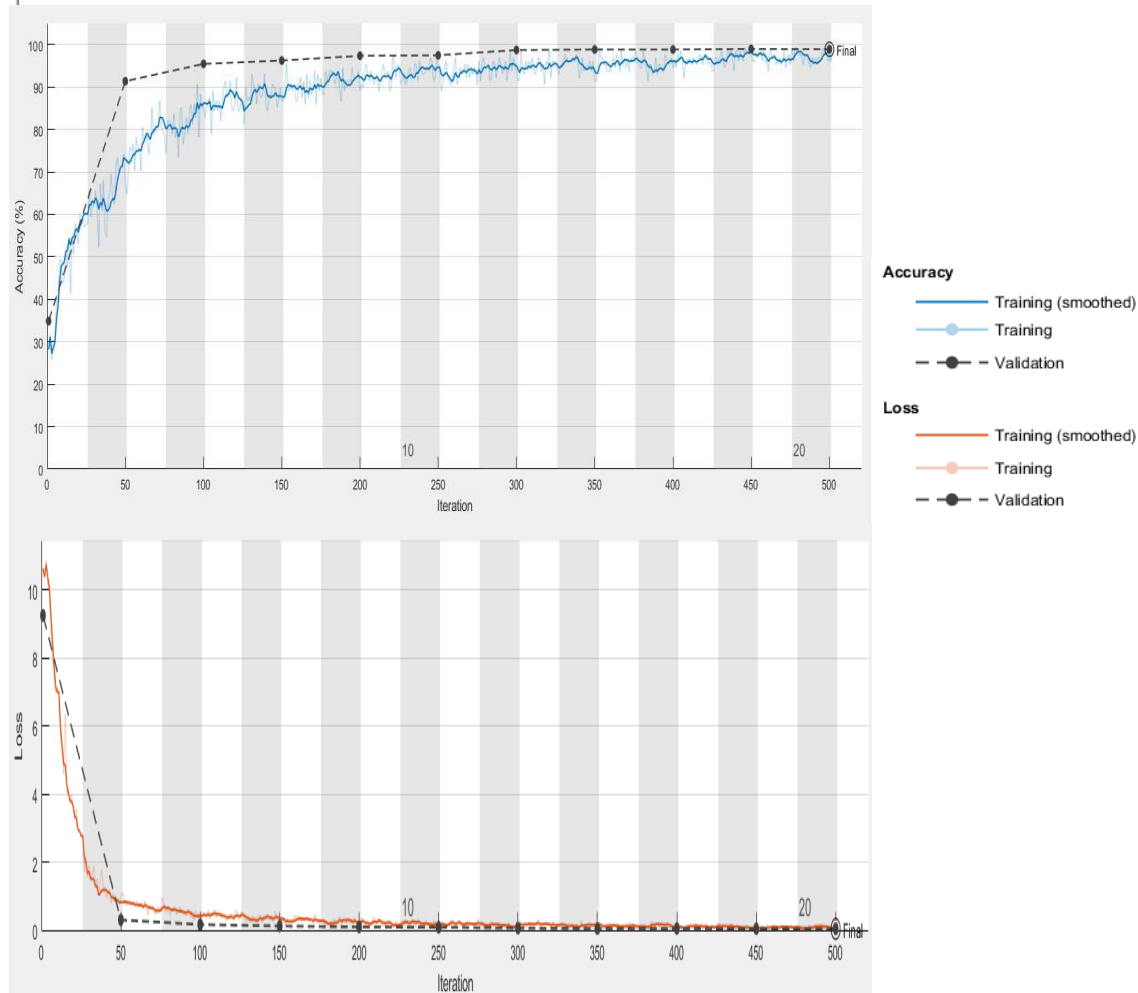 100
90
80
70
60
50
40
30
20
10
0
Accuracy (%)
Final
10
20
0 50 100 150 200 250 300 350 400 450 500
Iteration
Accuracy
Training (smoothed)
Training
Validation
Loss
Training (smoothed)
Training
Validation
10
8
6
4
2
0
Loss
10
20
Final
0 50 100 150 200 250 300 350 400 450 500
Iteration